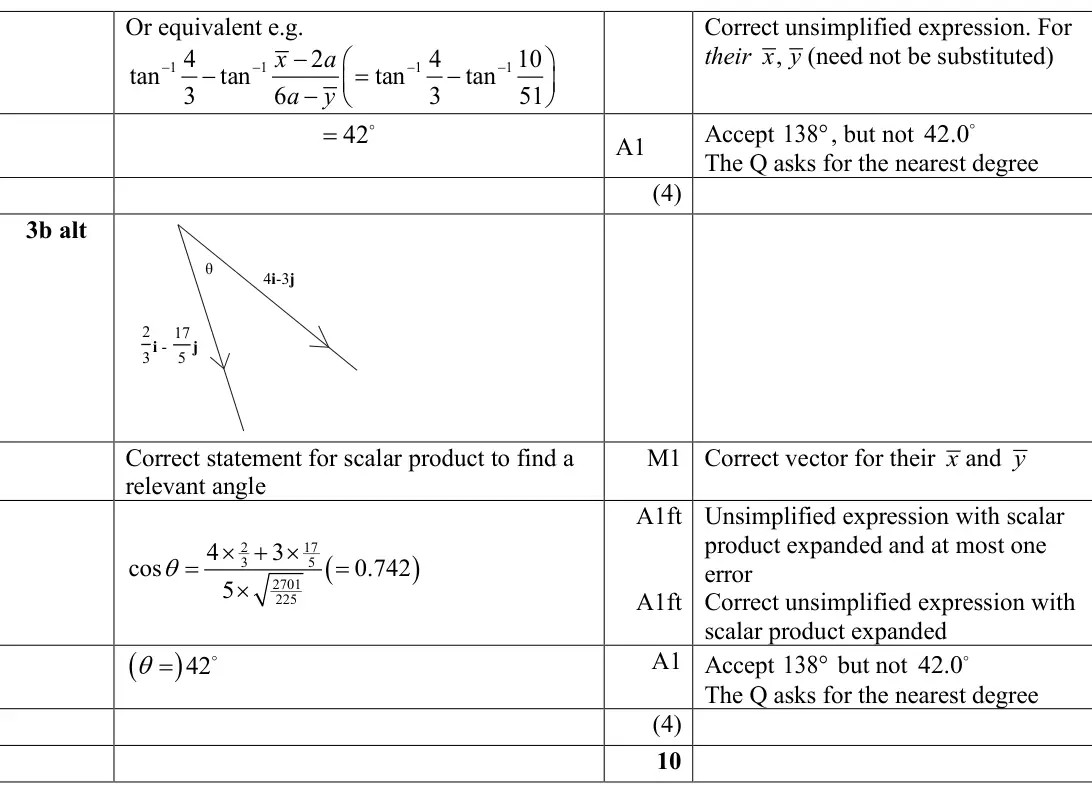 Or equivalent e.g.
tan⁻¹ 4/3 − tan⁻¹ (x̄ − 2a)/(6a − ȳ) (= tan⁻¹ 4/3 − tan⁻¹ 10/51)
Correct unsimplified expression. For
their x̄, ȳ (need not be substituted)
= 42°
A1
Accept 138°, but not 42.0°
The Q asks for the nearest degree
(4)
3b alt
θ
4i-3j
2/3 i - 17/5 j
Correct statement for scalar product to find a
relevant angle
M1
Correct vector for their x̄ and ȳ
cos θ = (4 × 2/3 + 3 × 17/5)/(5 × √(2701/225)) (= 0.742)
A1ft
Unsimplified expression with scalar
product expanded and at most one
error
A1ft
Correct unsimplified expression with
scalar product expanded
(θ =) 42°
A1
Accept 138° but not 42.0°
The Q asks for the nearest degree
(4)
10